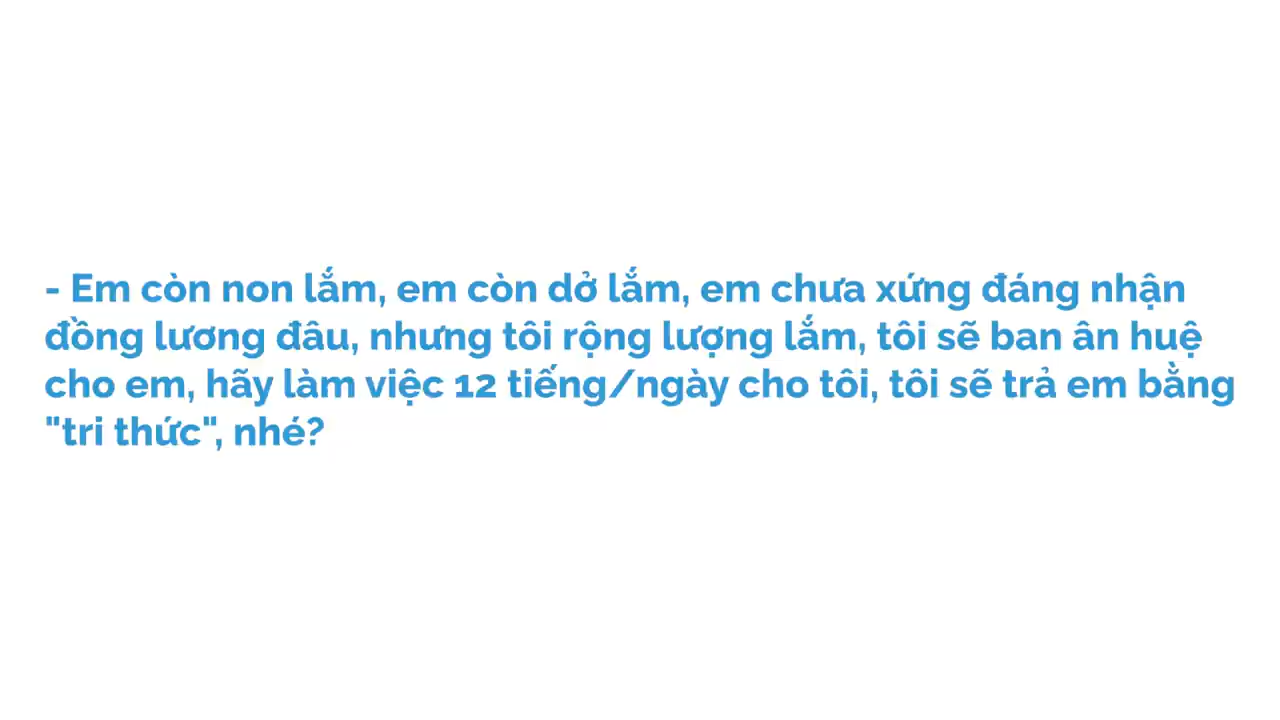 - Em còn non lắm, em còn dở lắm, em chưa xứng đáng nhận
đồng lương đâu, nhưng tôi rộng lượng lắm, tôi sẽ ban ân huệ
cho em, hãy làm việc 12 tiếng/ngày cho tôi, tôi sẽ trả em bằng
"tri thức", nhé?